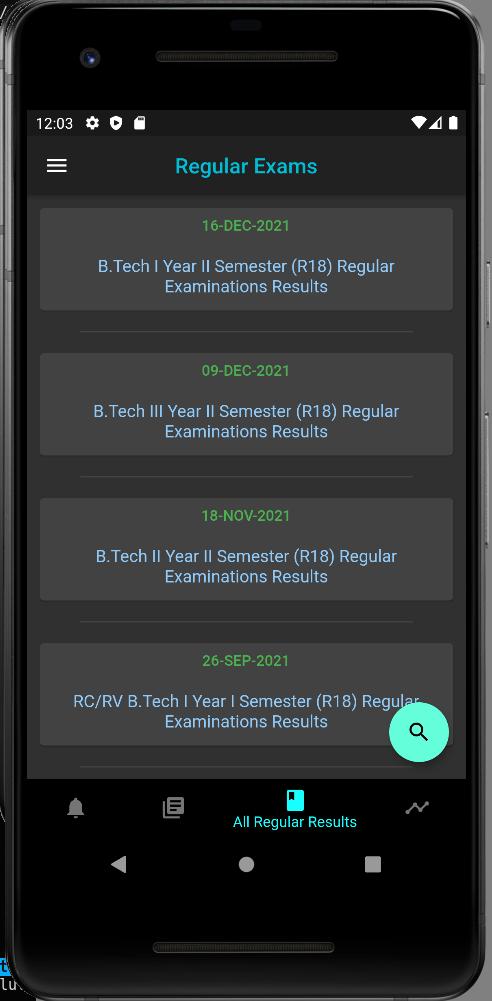 12:03
Regular Exams
16-DEC-2021
B.Tech I Year II Semester (R18) Regular
Examinations Results
09-DEC-2021
B.Tech III Year II Semester (R18) Regular
Examinations Results
18-NOV-2021
B.Tech II Year II Semester (R18) Regular
Examinations Results
26-SEP-2021
RC/RV B.Tech I Year I Semester (R18) Regular
Examinations Results
All Regular Results